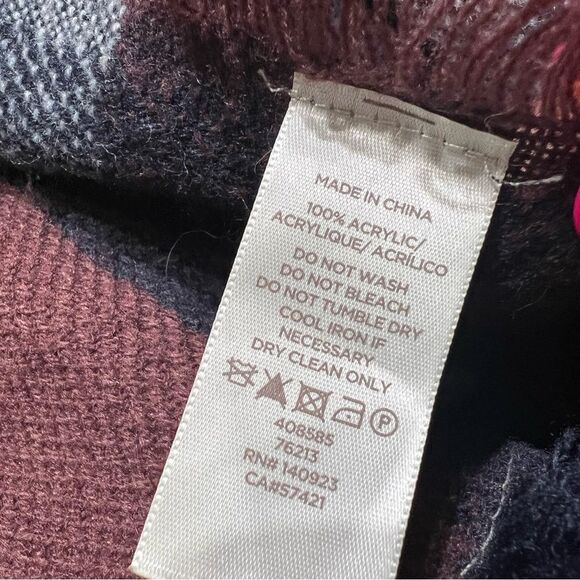 MADE IN CHINA
100% ACRYLIC/
ACRYLIQUE/ACRÍLICO
DO NOT WASH
DO NOT BLEACH
DO NOT TUMBLE DRY
COOL IRON IF
NECESSARY
DRY CLEAN ONLY
P
408585
76213
RN# 140923
CA#57421